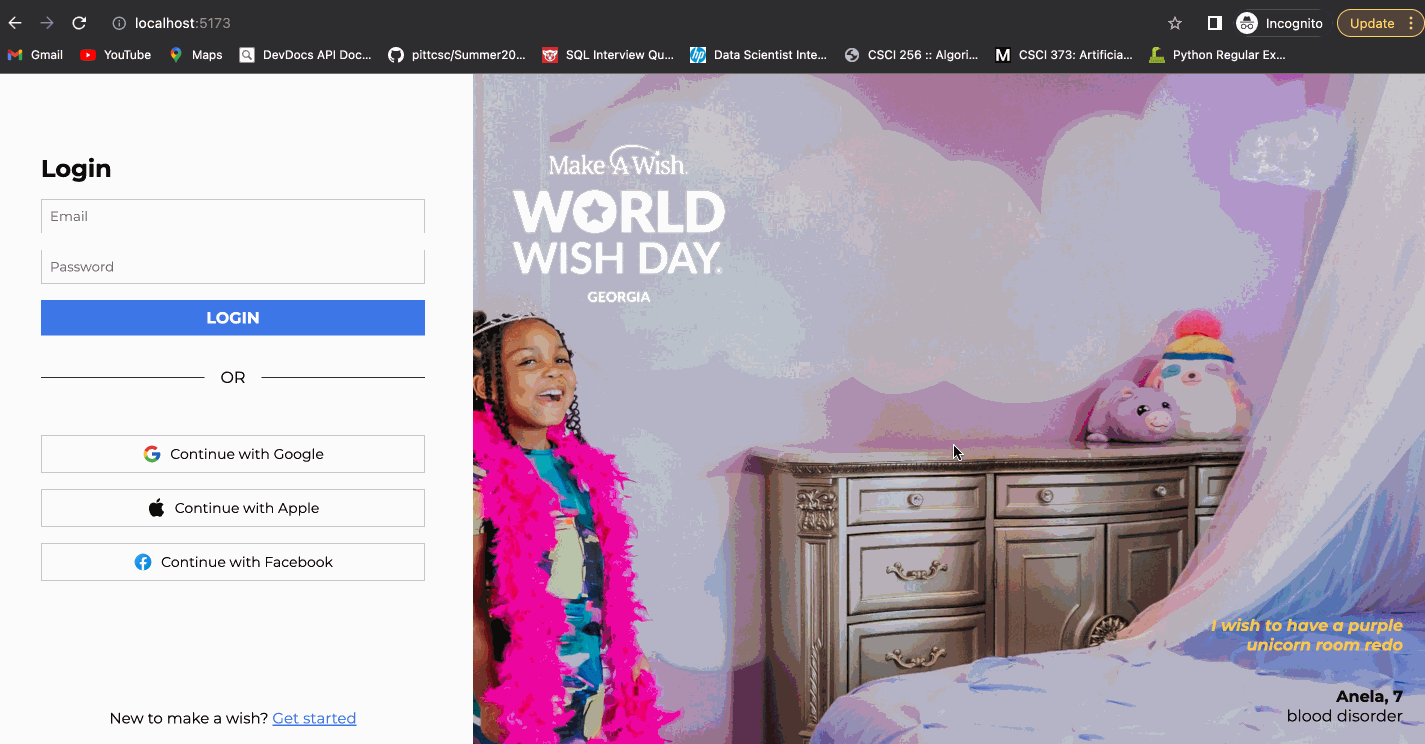 localhost:5173
Incognito
Update
Gmail
YouTube
Maps
DevDocs API Doc...
pittcsc/Summer20...
SQL Interview Qu...
Data Scientist Inte...
CSCI 256 :: Algori...
M
CSCI 373: Artificia...
Python Regular Ex...
Login
Email
Password
LOGIN
OR
Continue with Google
Continue with Apple
Continue with Facebook
New to make a wish? Get started
Make-A-Wish.
WORLD
WISH DAY.
GEORGIA
I wish to have a purple
unicorn room redo
Anela, 7
blood disorder